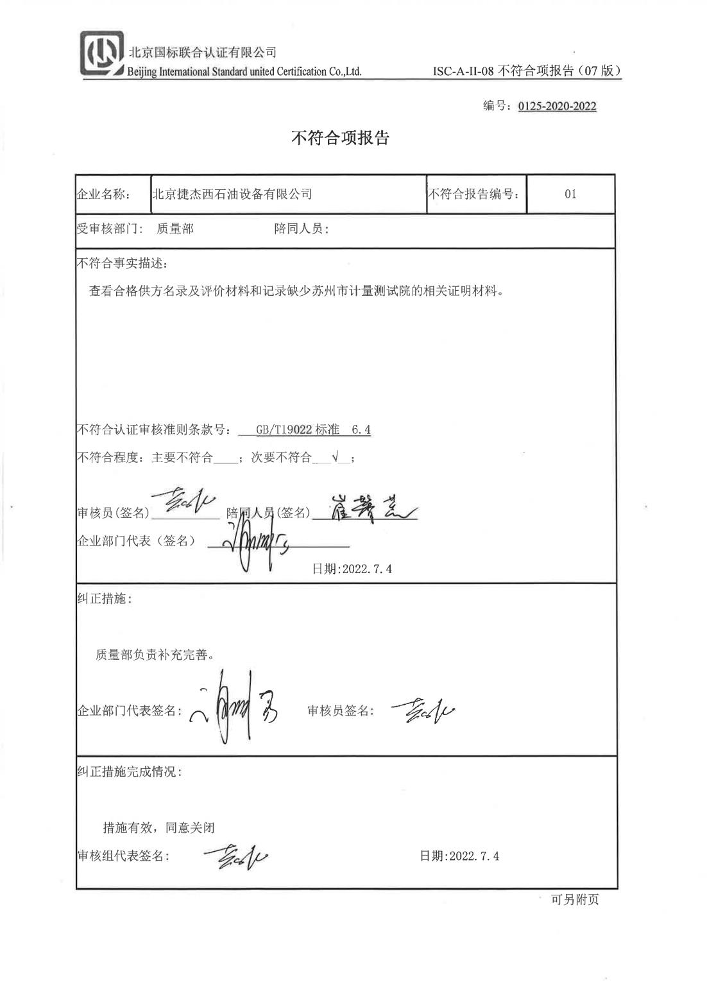 北京国标联合认证有限公司
Beijing International Standard united Certification Co.,Ltd.
ISC-A-II-08 不符合项报告（07 版）
编号：0125-2020-2022
不符合项报告
企业名称： 北京捷杰西石油设备有限公司 不符合报告编号： 01
受审核部门： 质量部 陪同人员：
不符合事实描述：
查看合格供方名录及评价材料和记录缺少苏州市计量测试院的相关证明材料。
不符合认证审核准则条款号： GB/T19022 标准 6.4
不符合程度：主要不符合____；次要不符合__√__；
审核员(签名) 陪同人员(签名)
企业部门代表（签名）
日期:2022.7.4
纠正措施：
质量部负责补充完善。
企业部门代表签名： 审核员签名：
纠正措施完成情况：
措施有效，同意关闭
审核组代表签名： 日期:2022.7.4
可另附页